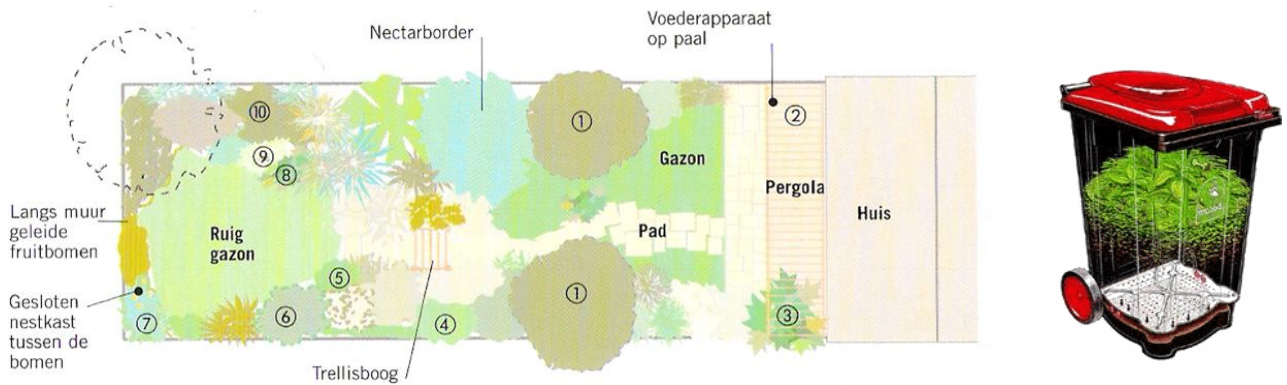 Voederapparaat
op paal
Nectarborder
⑩
①
②
⑨
⑧
Gazon
Pergola
Huis
Langs muur
geleide
fruitbomen
Ruig
gazon
Pad
⑤
①
Gesloten
nestkast
tussen de
bomen
⑦
⑥
④
③
Trellisboog